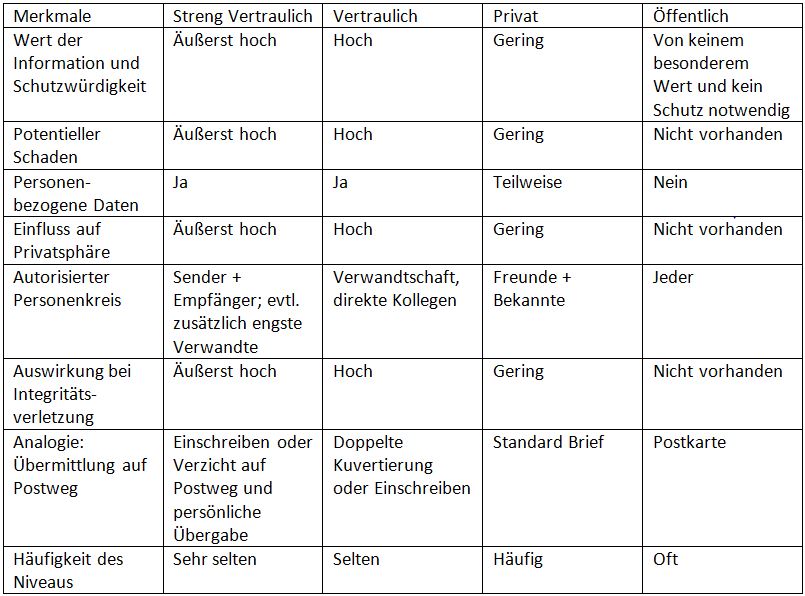 Merkmale Streng Vertraulich Vertraulich Privat Öffentlich
Wert der Äußerst hoch Hoch Gering Von keinem
Information und besonderem
Schutzwürdigkeit Wert und kein
Schutz notwendig
Potentieller Äußerst hoch Hoch Gering Nicht vorhanden
Schaden
Personen- Ja Ja Teilweise Nein
bezogene Daten
Einfluss auf Äußerst hoch Hoch Gering Nicht vorhanden
Privatsphäre
Autorisierter Sender + Verwandtschaft, Freunde + Jeder
Personenkreis Empfänger; evtl. direkte Kollegen Bekannte
zusätzlich engste
Verwandte
Auswirkung bei Äußerst hoch Hoch Gering Nicht vorhanden
Integritäts-
verletzung
Analogie: Einschreiben oder Doppelte Standard Brief Postkarte
Übermittlung auf Verzicht auf Kuvertierung
Postweg Postweg und oder Einschreiben
persönliche
Übergabe
Häufigkeit des Sehr selten Selten Häufig Oft
Niveaus